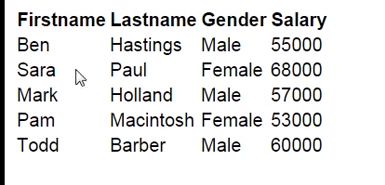 Firstname Lastname Gender Salary
Ben Hastings Male 55000
Sara Paul Female 68000
Mark Holland Male 57000
Pam Macintosh Female 53000
Todd Barber Male 60000